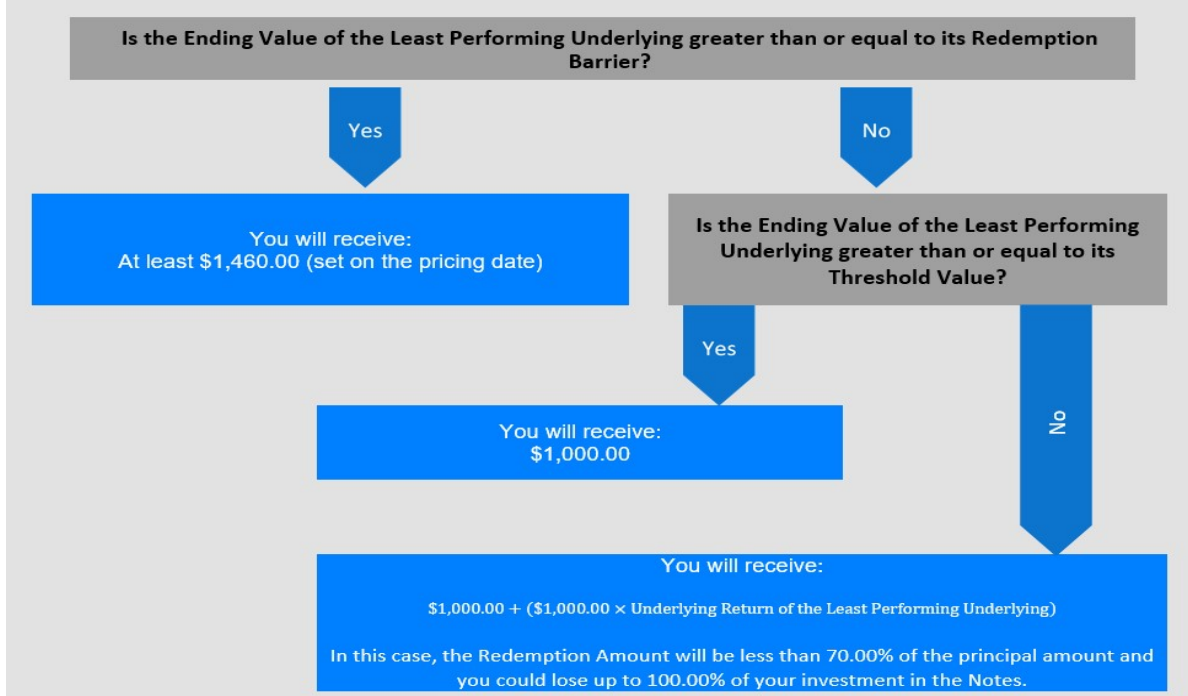 Is the Ending Value of the Least Performing Underlying greater than or equal to its Redemption
Barrier?
Yes
No
You will receive:
At least $1,460.00 (set on the pricing date)
Is the Ending Value of the Least Performing
Underlying greater than or equal to its
Threshold Value?
Yes
No
You will receive:
$1,000.00
You will receive:
$1,000.00 + ($1,000.00 × Underlying Return of the Least Performing Underlying)
In this case, the Redemption Amount will be less than 70.00% of the principal amount and
you could lose up to 100.00% of your investment in the Notes.